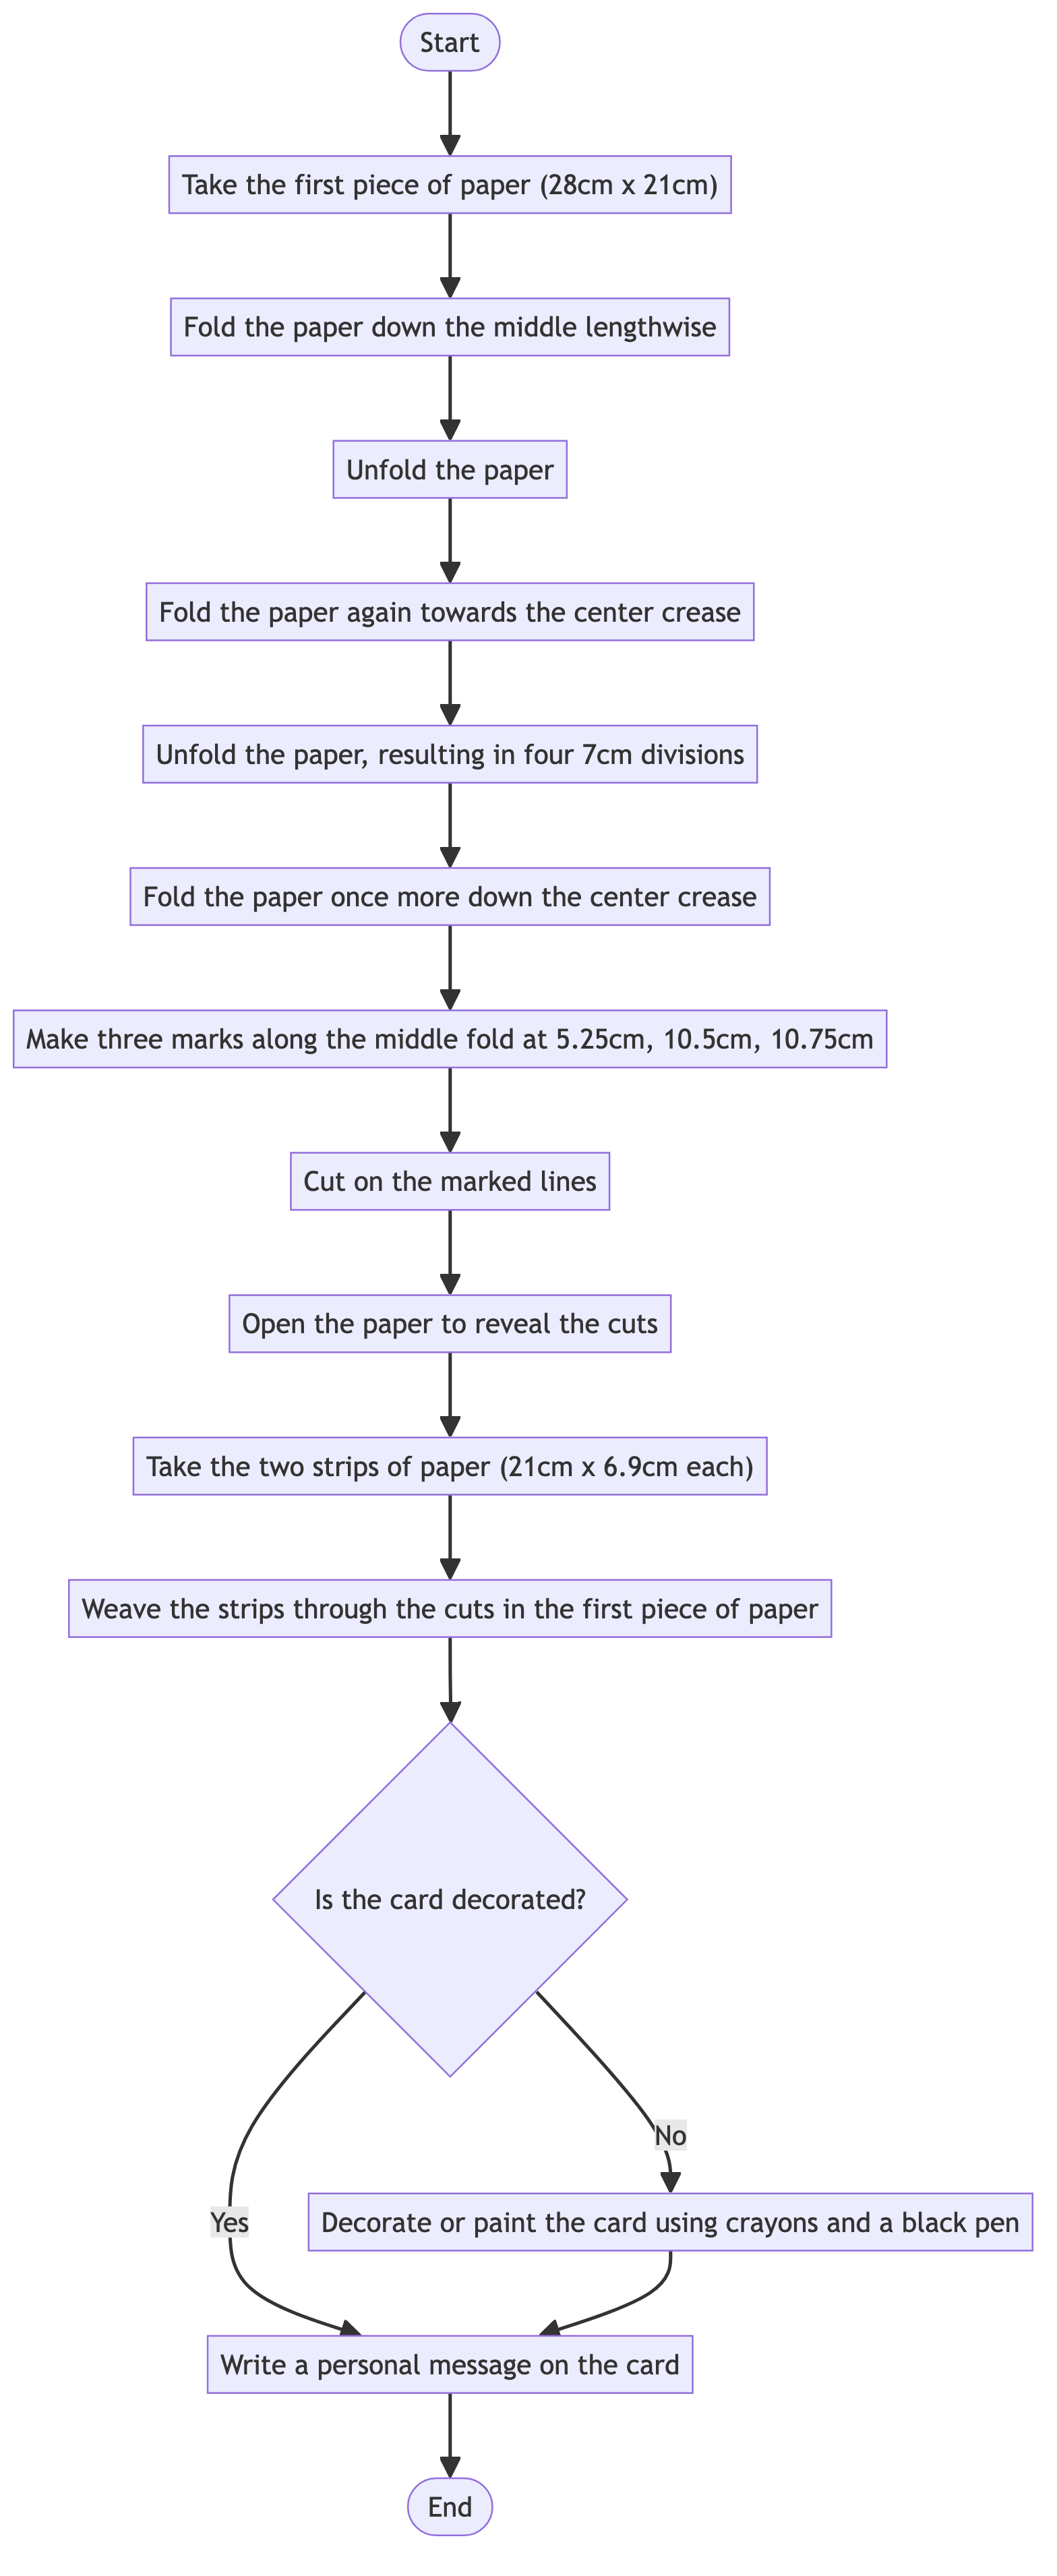 Start
Take the first piece of paper (28cm x 21cm)
Fold the paper down the middle lengthwise
Unfold the paper
Fold the paper again towards the center crease
Unfold the paper, resulting in four 7cm divisions
Fold the paper once more down the center crease
Make three marks along the middle fold at 5.25cm, 10.5cm, 10.75cm
Cut on the marked lines
Open the paper to reveal the cuts
Take the two strips of paper (21cm x 6.9cm each)
Weave the strips through the cuts in the first piece of paper
Is the card decorated?
No
Yes
Decorate or paint the card using crayons and a black pen
Write a personal message on the card
End